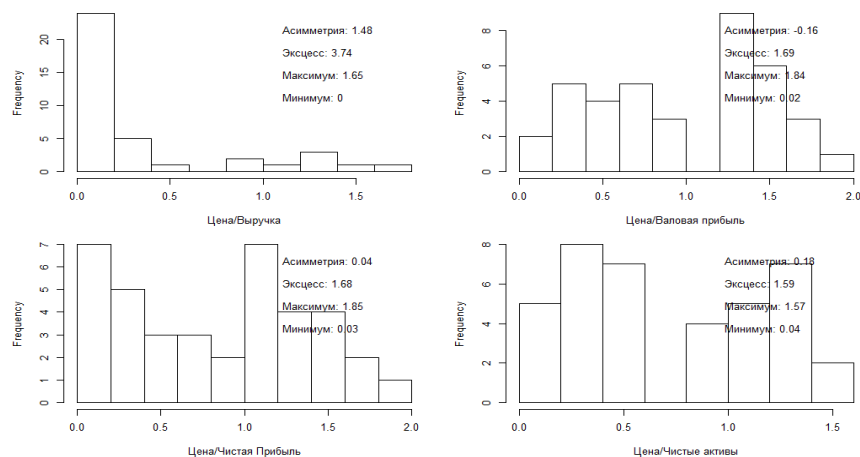 Асимметрия: 1.48
Эксцесс: 3.74
Максимум: 1.65
Минимум: 0
Frequency
0 5 10 15 20
0.0 0.5 1.0 1.5
Цена/Выручка
Асимметрия: -0.16
Эксцесс: 1.69
Максимум: 1.84
Минимум: 0.02
Frequency
0 2 4 6 8
0.0 0.5 1.0 1.5 2.0
Цена/Валовая прибыль
Асимметрия: 0.04
Эксцесс: 1.68
Максимум: 1.85
Минимум: 0.03
Frequency
0 1 2 3 4 5 6 7
0.0 0.5 1.0 1.5 2.0
Цена/Чистая Прибыль
Асимметрия: 0.18
Эксцесс: 1.59
Максимум: 1.57
Минимум: 0.04
Frequency
0 2 4 6 8
0.0 0.5 1.0 1.5
Цена/Чистые активы